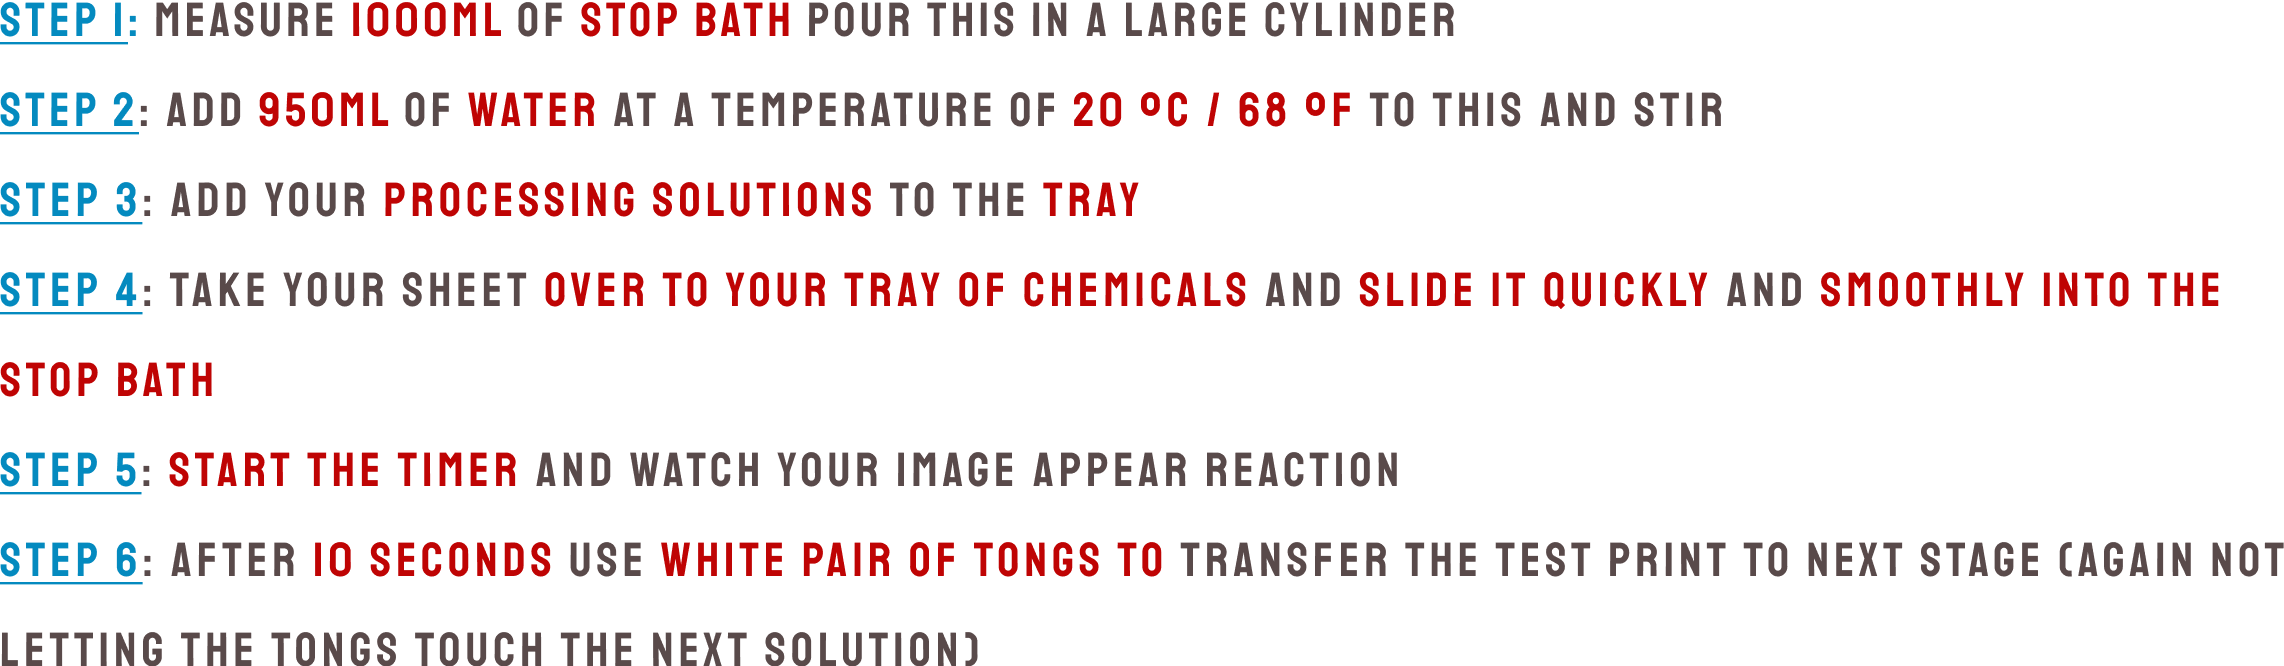 STEP 1: MEASURE 1000ML OF STOP BATH POUR THIS IN A LARGE CYLINDER
STEP 2: ADD 950ML OF WATER AT A TEMPERATURE OF 20 ºC / 68 ºF TO THIS AND STIR
STEP 3: ADD YOUR PROCESSING SOLUTIONS TO THE TRAY
STEP 4: TAKE YOUR SHEET OVER TO YOUR TRAY OF CHEMICALS AND SLIDE IT QUICKLY AND SMOOTHLY INTO THE
STOP BATH
STEP 5: START THE TIMER AND WATCH YOUR IMAGE APPEAR REACTION
STEP 6: AFTER 10 SECONDS USE WHITE PAIR OF TONGS TO TRANSFER THE TEST PRINT TO NEXT STAGE (AGAIN NOT
LETTING THE TONGS TOUCH THE NEXT SOLUTION)